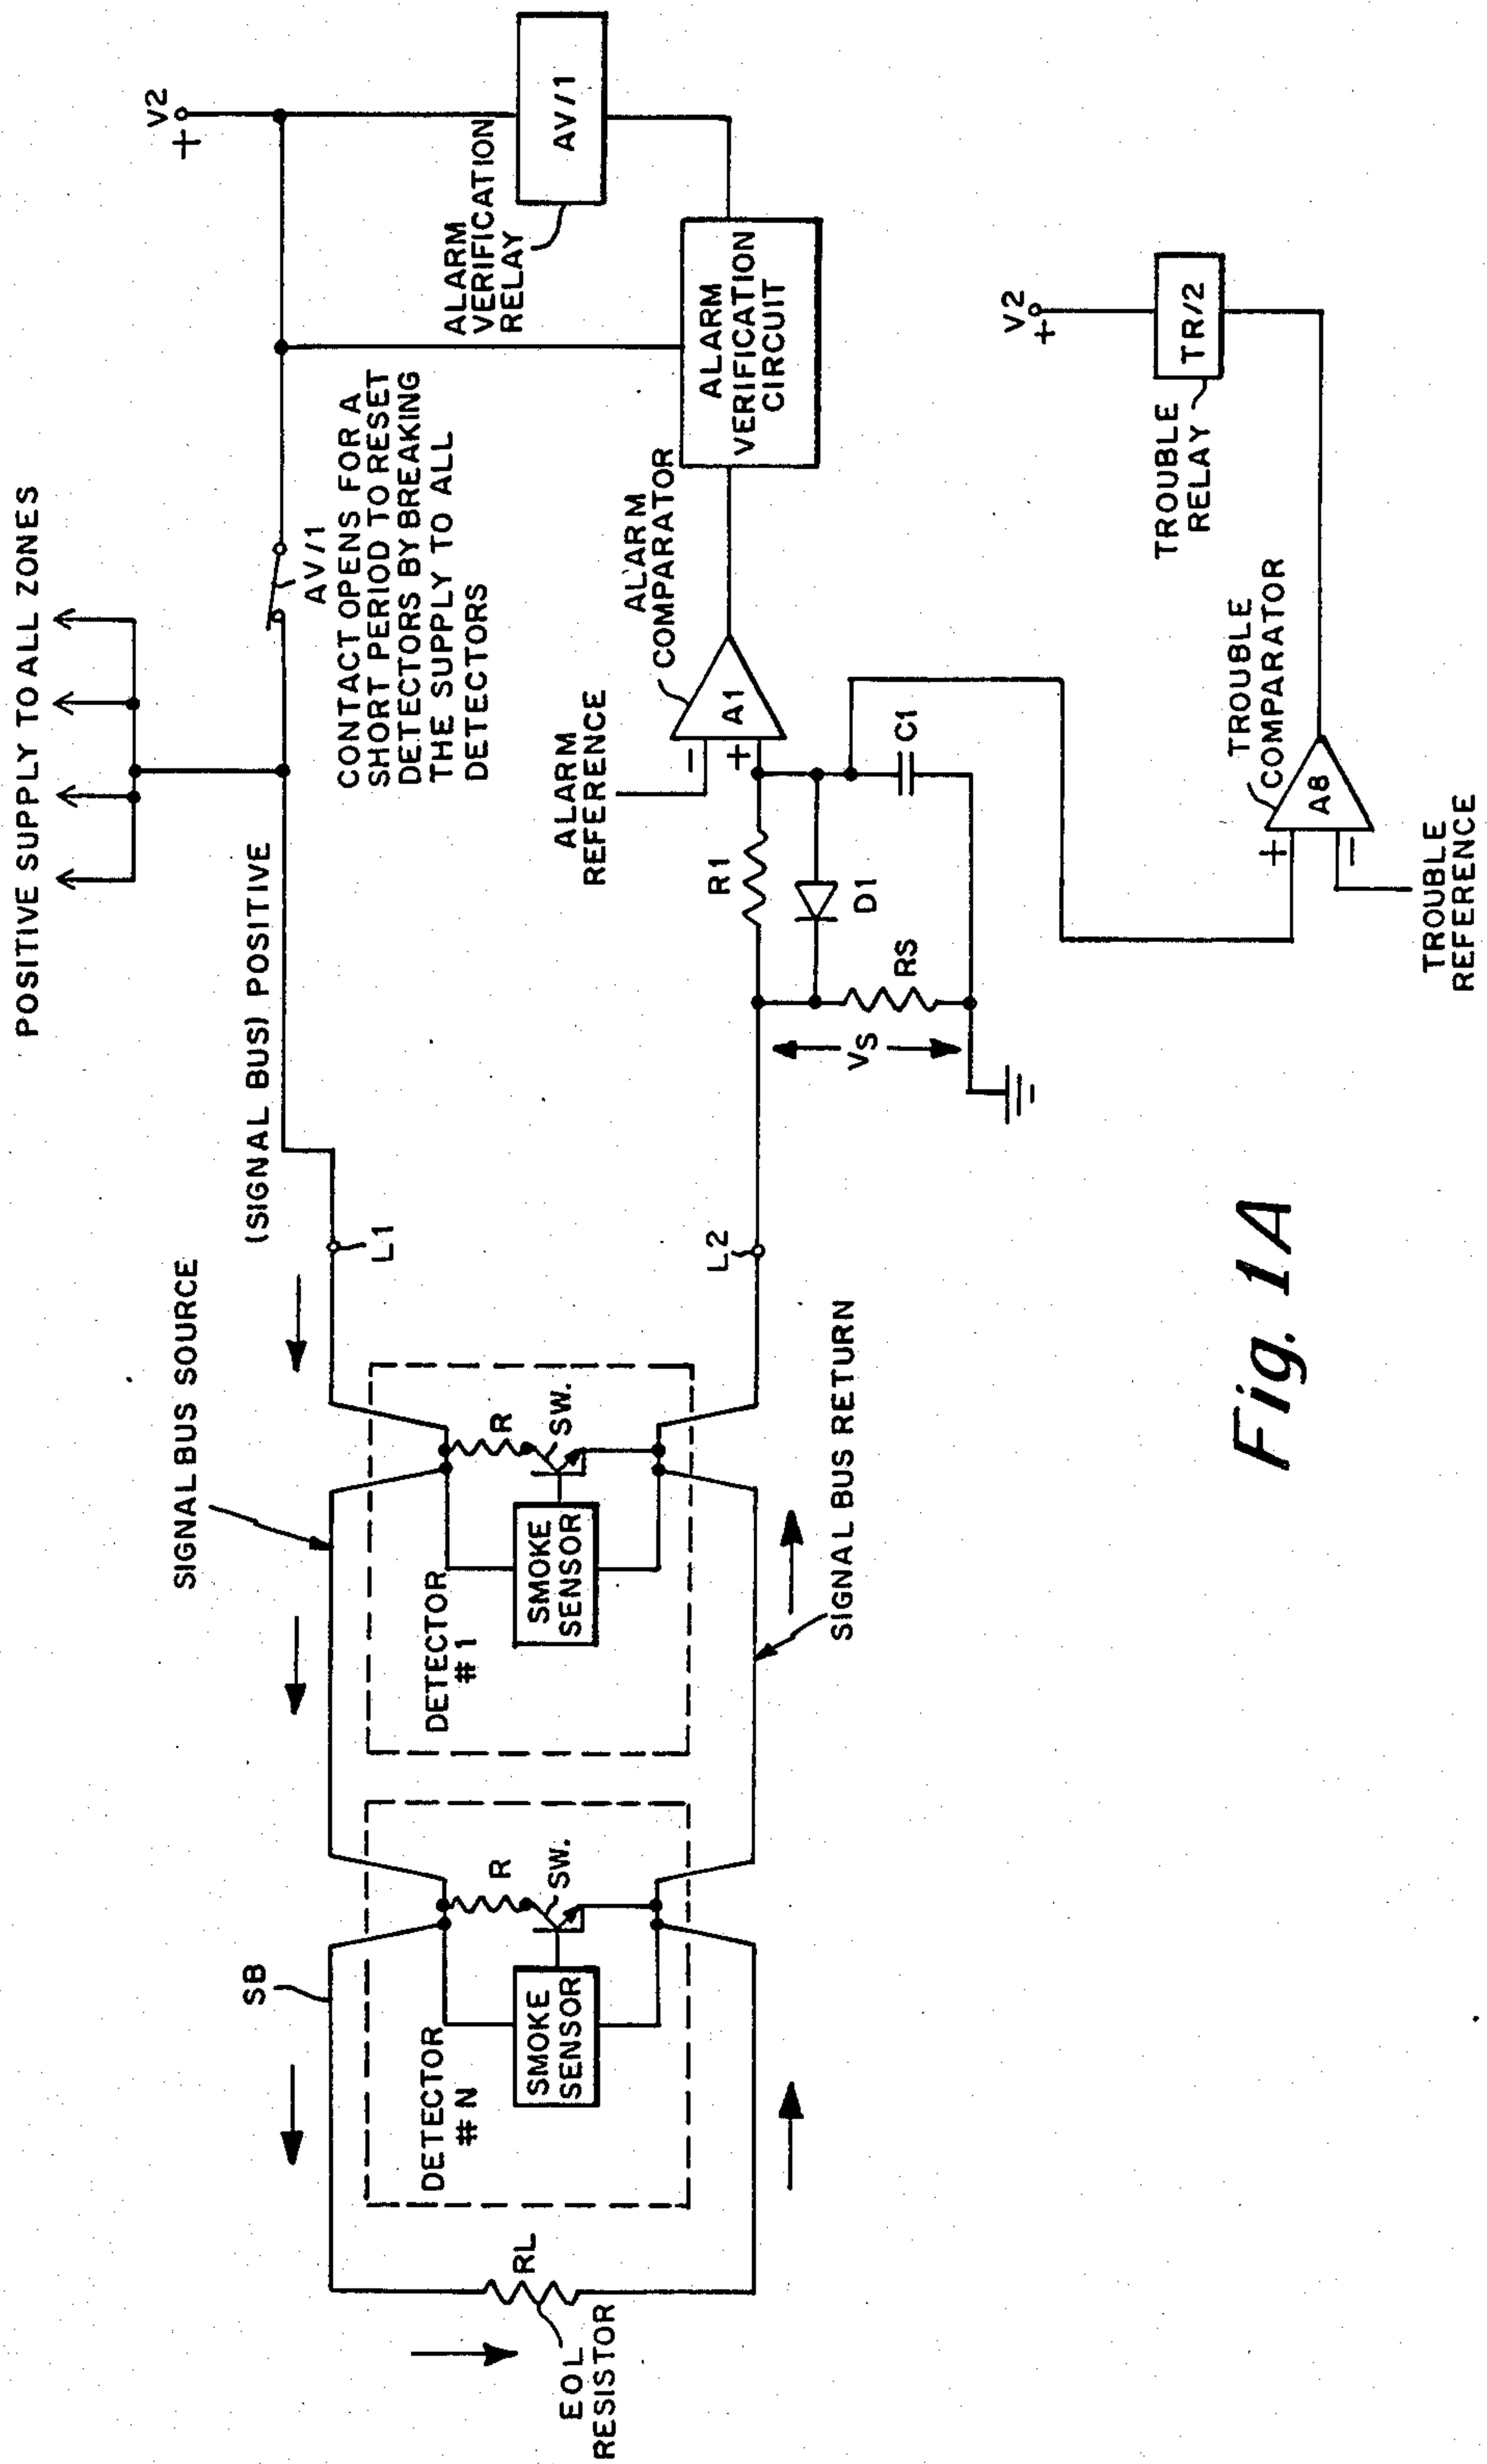 POSITIVE SUPPLY TO ALL ZONES
V2
+
(SIGNAL BUS) POSITIVE
AV/1
CONTACT OPENS FOR A
SHORT PERIOD TO RESET
DETECTORS BY BREAKING
THE SUPPLY TO ALL
DETECTORS
ALARM
VERIFICATION
RELAY
AV/1
SIGNAL BUS SOURCE
L1
SB
DETECTOR
#N
R
SW.
SMOKE
SENSOR
DETECTOR
#1
R
SW.
SMOKE
SENSOR
RL
EOL
RESISTOR
L2
SIGNAL BUS RETURN
ALARM
REFERENCE
ALARM
COMPARATOR
−
+
A1
ALARM
VERIFICATION
CIRCUIT
R1
D1
RS
VS
C1
V2
+
TROUBLE
RELAY
TR/2
TROUBLE
COMPARATOR
+
−
A8
TROUBLE
REFERENCE
Fig. 1A